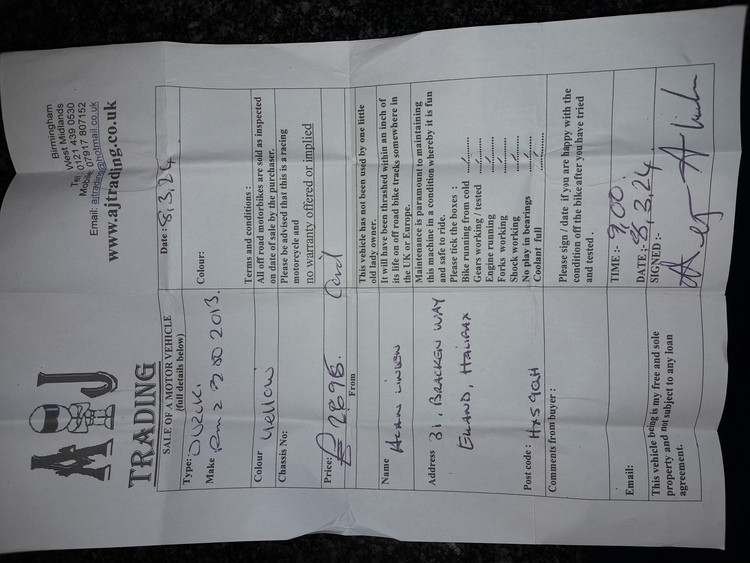 AJ
TRADING
Birmingham
West Midlands
Tel. 0121 439 0530
Mobile 07917 807152
Email: ajtrading@hotmail.co.uk
www.ajtrading.co.uk
SALE OF A MOTOR VEHICLE
(full details below)
Date: 8,3,24
Type: SUZUKI.
Make Rmz 2013.
Colour:
Colour Yellow
Chassis No:
Terms and conditions :
All off road motorbikes are sold as inspected
on date of sale by the purchaser.
Please be advised that this is a racing
motorcycle and
no warranty offered or implied
Price: £ 2895.
Card
From
This vehicle has not been used by one little
old lady owner.
It will have been thrashed within an inch of
its life on off road bike tracks somewhere in
the UK or Europe.
Maintenance is paramount to maintaining
this machine in a condition whereby it is fun
and safe to ride.
Please tick the boxes :
Bike running from cold ...✓...
Gears working / tested ...✓...
Engine running ...✓...
Forks working ...✓...
Shock working ...✓...
No play in bearings ...✓...
Coolant full ...✓...
Name Alan
Address 31, BRACKEN WAY
ELLAND, HALIFAX
Post code : HX5 9QH
Comments from buyer :
Please sign / date if you are happy with the
condition off the bike after you have tried
and tested .
TIME :- 9,00.
DATE :- 8,3,24
SIGNED :-
Email:
This vehicle being is my free and sole
property and not subject to any loan
agreement.